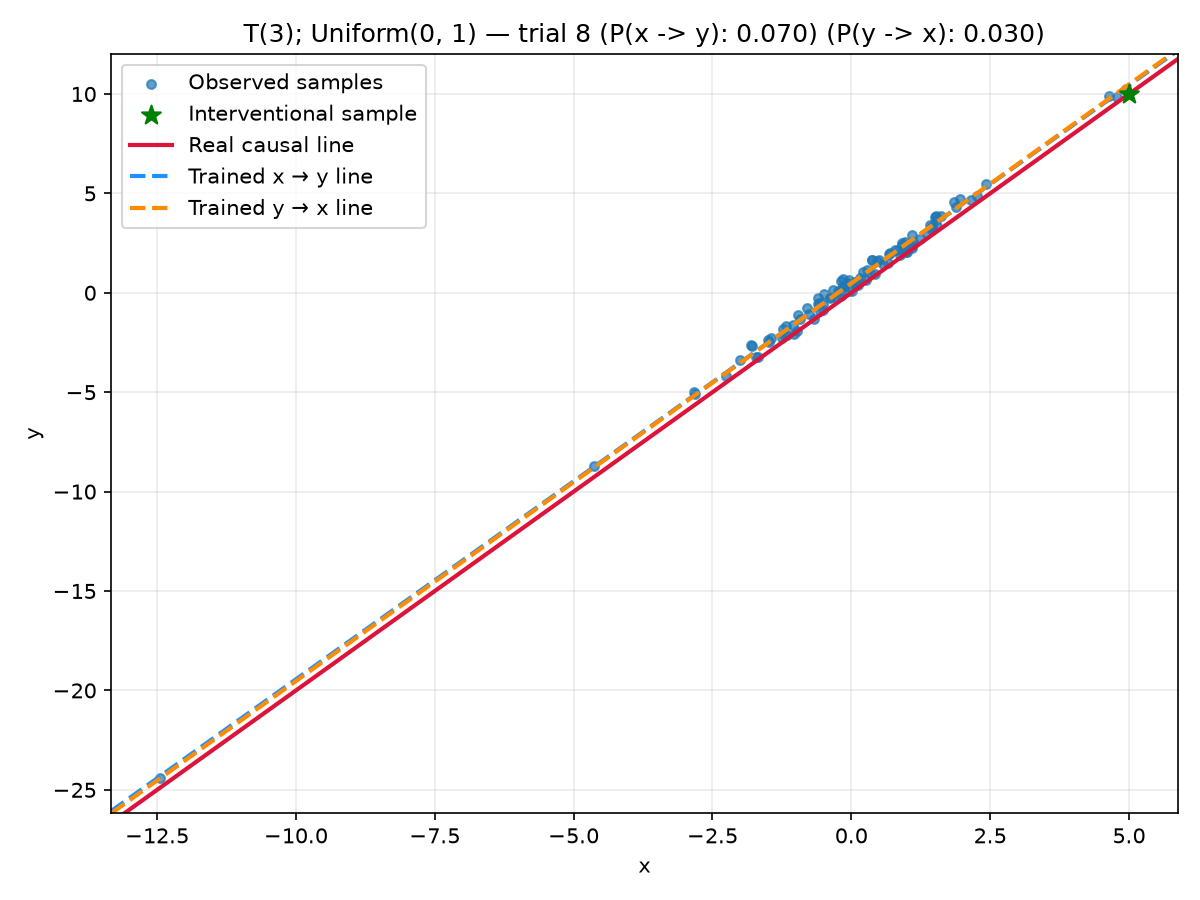 T(3); Uniform(0, 1) — trial 8 (P(x -> y): 0.070) (P(y -> x): 0.030)
Observed samples
Interventional sample
Real causal line
Trained x → y line
Trained y → x line
10
5
0
−5
−10
−15
−20
−25
y
−12.5 −10.0 −7.5 −5.0 −2.5 0.0 2.5 5.0
x